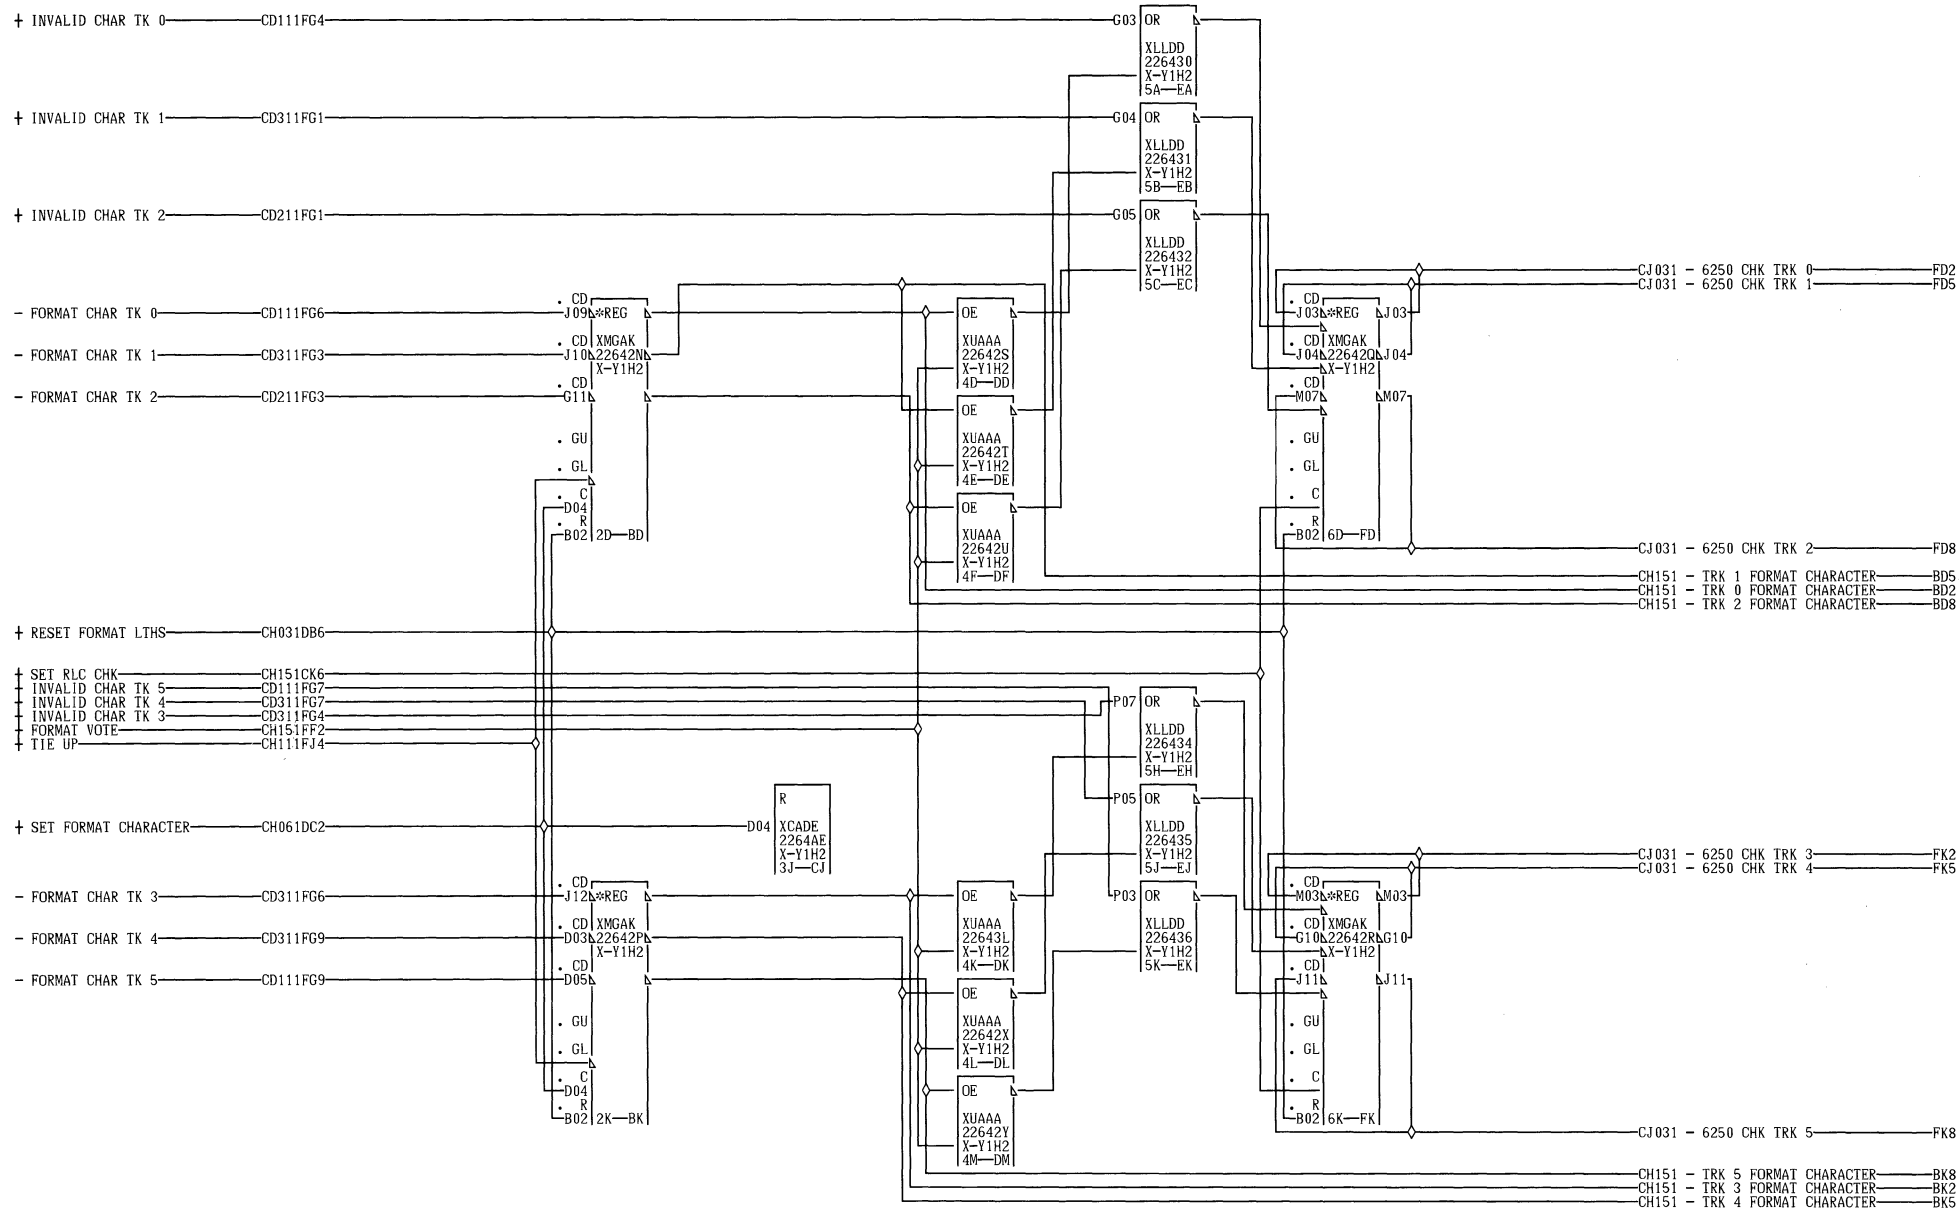 + INVALID CHAR TK 0 CD111FG4 G03 OR
XLLDD
226430
X-Y1H2
5A EA
+ INVALID CHAR TK 1 CD311FG1 G04 OR
XLLDD
226431
X-Y1H2
5B EB
+ INVALID CHAR TK 2 CD211FG1 G05 OR
XLLDD
226432
X-Y1H2
5C EC
CJ031 - 6250 CHK TRK 0 FD2
CJ031 - 6250 CHK TRK 1 FD5
- FORMAT CHAR TK 0 CD111FG6
. CD
J09 *REG
- FORMAT CHAR TK 1 CD311FG3
. CD XMGAK
J10 22642N
X-Y1H2
- FORMAT CHAR TK 2 CD211FG3
. CD
G11
. GU
. GL
. C
D04
. R
B02 2D BD
OE
XUAAA
22642S
X-Y1H2
4D DD
OE
XUAAA
22642T
X-Y1H2
4E DE
OE
XUAAA
22642U
X-Y1H2
4F DF
. CD
J03 *REG J03
. CD XMGAK
J04 22642Q J04
X-Y1H2
. CD
M07 M07
. GU
. GL
. C
. R
B02 6D FD
CJ031 - 6250 CHK TRK 2 FD8
CH151 - TRK 1 FORMAT CHARACTER BD5
CH151 - TRK 0 FORMAT CHARACTER BD2
CH151 - TRK 2 FORMAT CHARACTER BD8
+ RESET FORMAT LTHS CH031DB6
+ SET RLC CHK CH151CK6
+ INVALID CHAR TK 5 CD111FG7
+ INVALID CHAR TK 4 CD311FG7
+ INVALID CHAR TK 3 CD311FG4
+ FORMAT VOTE CH151FF2
+ TIE UP CH111FJ4
P07 OR
XLLDD
226434
X-Y1H2
5H EH
P05 OR
XLLDD
226435
X-Y1H2
5J EJ
P03 OR
XLLDD
226436
X-Y1H2
5K EK
+ SET FORMAT CHARACTER CH061DC2 D04
R
XCADE
2264AE
X-Y1H2
3J CJ
CJ031 - 6250 CHK TRK 3 FK2
CJ031 - 6250 CHK TRK 4 FK5
- FORMAT CHAR TK 3 CD311FG6
. CD
J12 *REG
- FORMAT CHAR TK 4 CD311FG9
. CD XMGAK
D03 22642P
X-Y1H2
- FORMAT CHAR TK 5 CD111FG9
. CD
D05
. GU
. GL
. C
D04
. R
B02 2K BK
OE
XUAAA
22643L
X-Y1H2
4K DK
OE
XUAAA
22642X
X-Y1H2
4L DL
OE
XUAAA
22642Y
X-Y1H2
4M DM
. CD
M03 *REG M03
. CD XMGAK
G10 22642R G10
X-Y1H2
. CD
J11 J11
. GU
. GL
. C
. R
B02 6K FK
CJ031 - 6250 CHK TRK 5 FK8
CH151 - TRK 5 FORMAT CHARACTER BK8
CH151 - TRK 3 FORMAT CHARACTER BK2
CH151 - TRK 4 FORMAT CHARACTER BK5